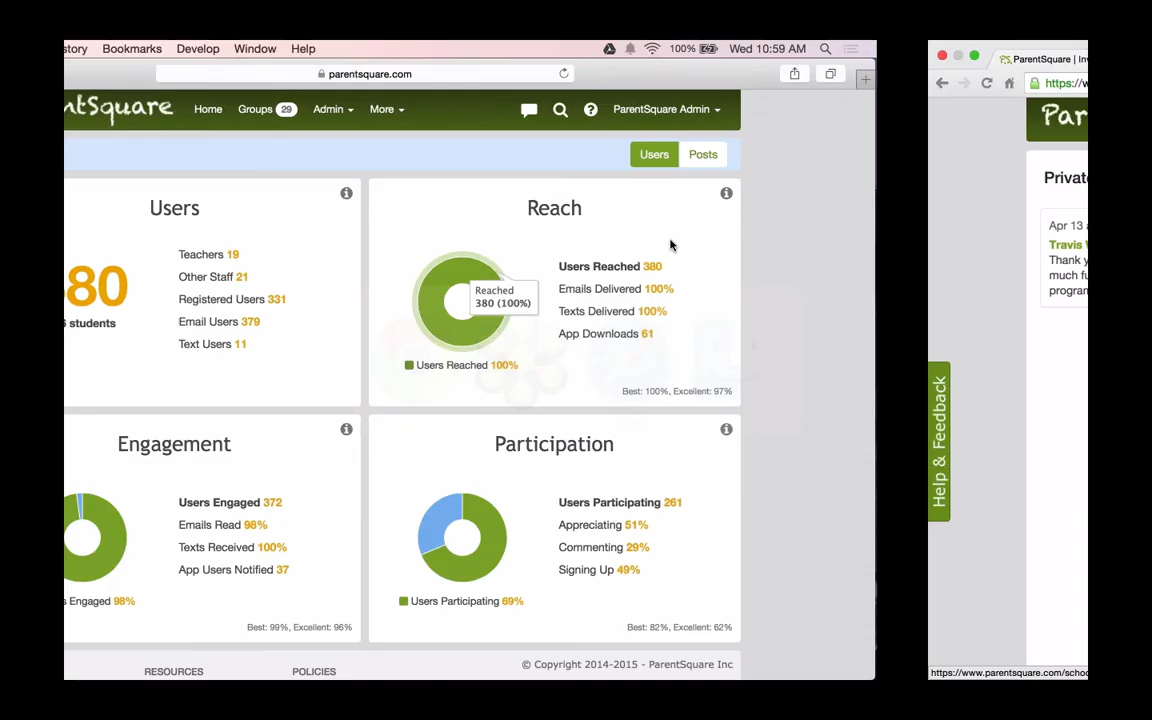 story Bookmarks Develop Window Help 100% Wed 10:59 AM
parentsquare.com
ntSquare Home Groups 29 Admin More ParentSquare Admin
Users Posts
Users
80
students
Teachers 19
Other Staff 21
Registered Users 331
Email Users 379
Text Users 11
Reach
Reached
380 (100%)
Users Reached 100%
Users Reached 380
Emails Delivered 100%
Texts Delivered 100%
App Downloads 61
Best: 100%, Excellent: 97%
Engagement
s Engaged 98%
Users Engaged 372
Emails Read 98%
Texts Received 100%
App Users Notified 37
Best: 99%, Excellent: 96%
Participation
Users Participating 69%
Users Participating 261
Appreciating 51%
Commenting 29%
Signing Up 49%
Best: 82%, Excellent: 62%
© Copyright 2014-2015 - ParentSquare Inc
RESOURCES POLICIES
ParentSquare | Inv
https://w
Par
Private
Apr 13 a
Travis W
Thank y
much fu
program
Help & Feedback
https://www.parentsquare.com/schoo